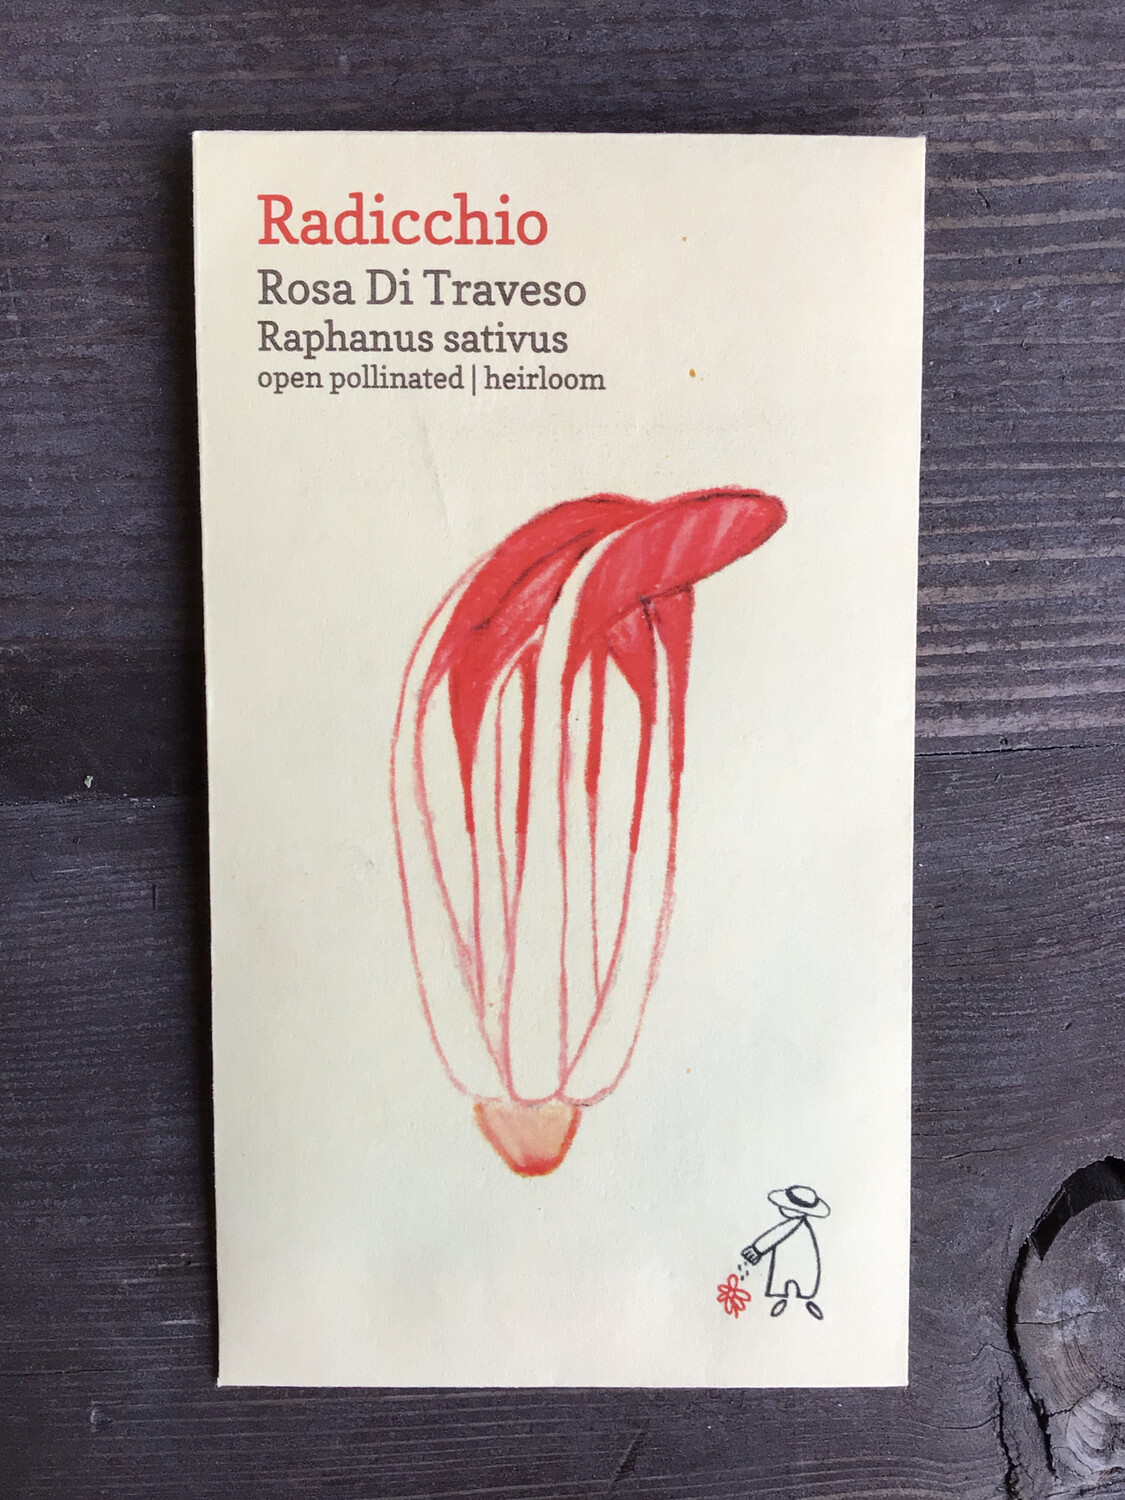 Radicchio
Rosa Di Traveso
Raphanus sativus
open pollinated | heirloom